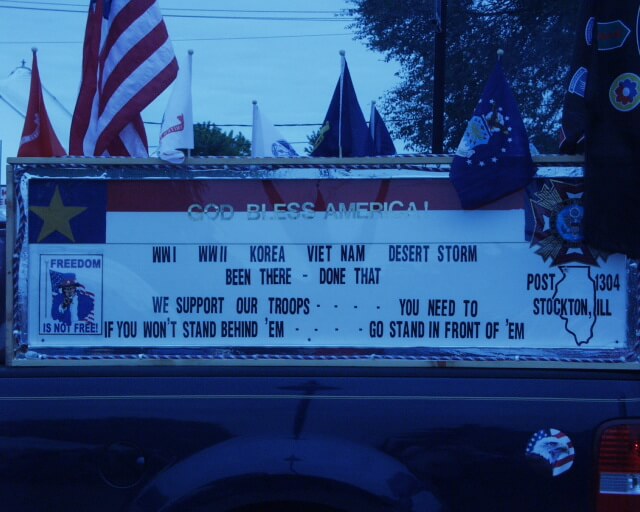 GOD BLESS AMERICA!
WWI WWII KOREA VIET NAM DESERT STORM
BEEN THERE - DONE THAT
WE SUPPORT OUR TROOPS - - - - YOU NEED TO
IF YOU WON'T STAND BEHIND 'EM - - - - - GO STAND IN FRONT OF 'EM
FREEDOM
IS NOT FREE!
POST 1304
STOCKTON, ILL